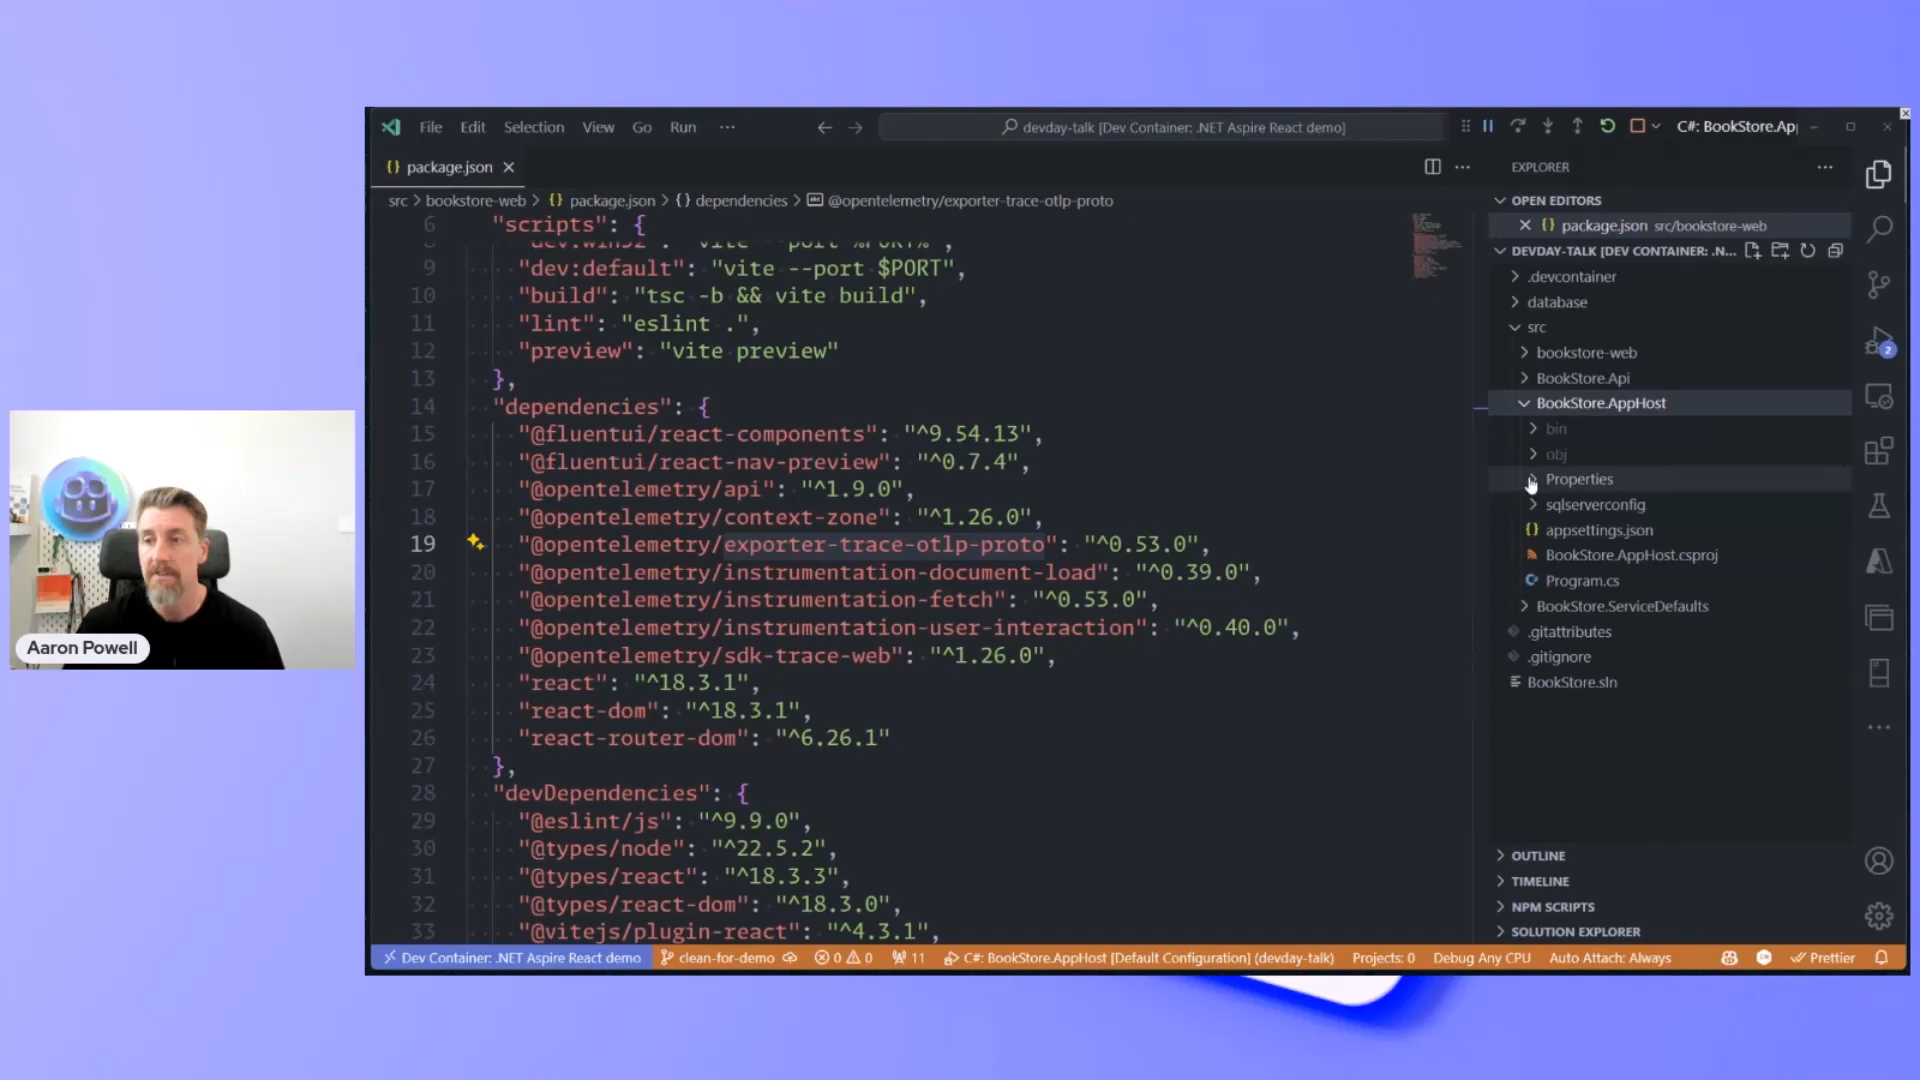 File Edit Selection View Go Run ··· devday-talk [Dev Container: .NET Aspire React demo] C#: BookStore.Ap
package.json
src > bookstore-web > {} package.json > {} dependencies > @opentelemetry/exporter-trace-otlp-proto
6 "scripts": {
"dev:win32": "vite --port %PORT%",
9 "dev:default": "vite --port $PORT",
10 "build": "tsc -b && vite build",
11 "lint": "eslint .",
12 "preview": "vite preview"
13 },
14 "dependencies": {
15 "@fluentui/react-components": "^9.54.13",
16 "@fluentui/react-nav-preview": "^0.7.4",
17 "@opentelemetry/api": "^1.9.0",
18 "@opentelemetry/context-zone": "^1.26.0",
19 "@opentelemetry/exporter-trace-otlp-proto": "^0.53.0",
20 "@opentelemetry/instrumentation-document-load": "^0.39.0",
21 "@opentelemetry/instrumentation-fetch": "^0.53.0",
22 "@opentelemetry/instrumentation-user-interaction": "^0.40.0",
23 "@opentelemetry/sdk-trace-web": "^1.26.0",
24 "react": "^18.3.1",
25 "react-dom": "^18.3.1",
26 "react-router-dom": "^6.26.1"
27 },
28 "devDependencies": {
29 "@eslint/js": "^9.9.0",
30 "@types/node": "^22.5.2",
31 "@types/react": "^18.3.3",
32 "@types/react-dom": "^18.3.0",
33 "@vitejs/plugin-react": "^4.3.1",
EXPLORER
OPEN EDITORS
{} package.json src/bookstore-web
DEVDAY-TALK [DEV CONTAINER: .N...
.devcontainer
database
src
bookstore-web
BookStore.Api
BookStore.AppHost
bin
obj
Properties
sqlserverconfig
{} appsettings.json
BookStore.AppHost.csproj
Program.cs
BookStore.ServiceDefaults
.gitattributes
.gitignore
BookStore.sln
OUTLINE
TIMELINE
NPM SCRIPTS
SOLUTION EXPLORER
2
Dev Container: .NET Aspire React demo clean-for-demo 0 0 11 C#: BookStore.AppHost [Default Configuration] (devday-talk) Projects: 0 Debug Any CPU Auto Attach: Always Prettier
Aaron Powell